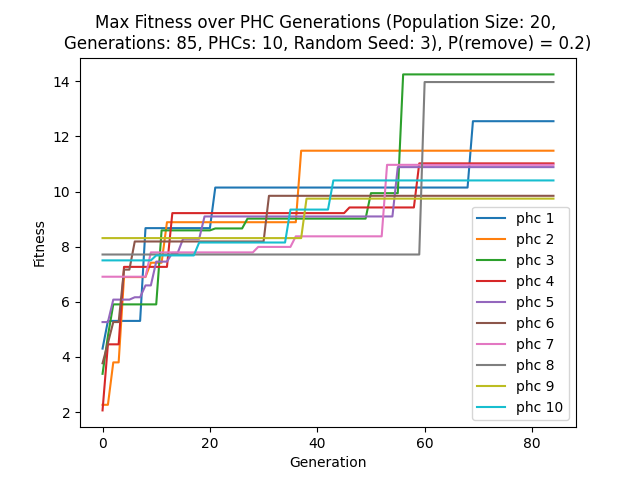 Max Fitness over PHC Generations (Population Size: 20,
Generations: 85, PHCs: 10, Random Seed: 3), P(remove) = 0.2)
14
12
10
8
6
4
2
Fitness
0
20
40
60
80
Generation
phc 1
phc 2
phc 3
phc 4
phc 5
phc 6
phc 7
phc 8
phc 9
phc 10